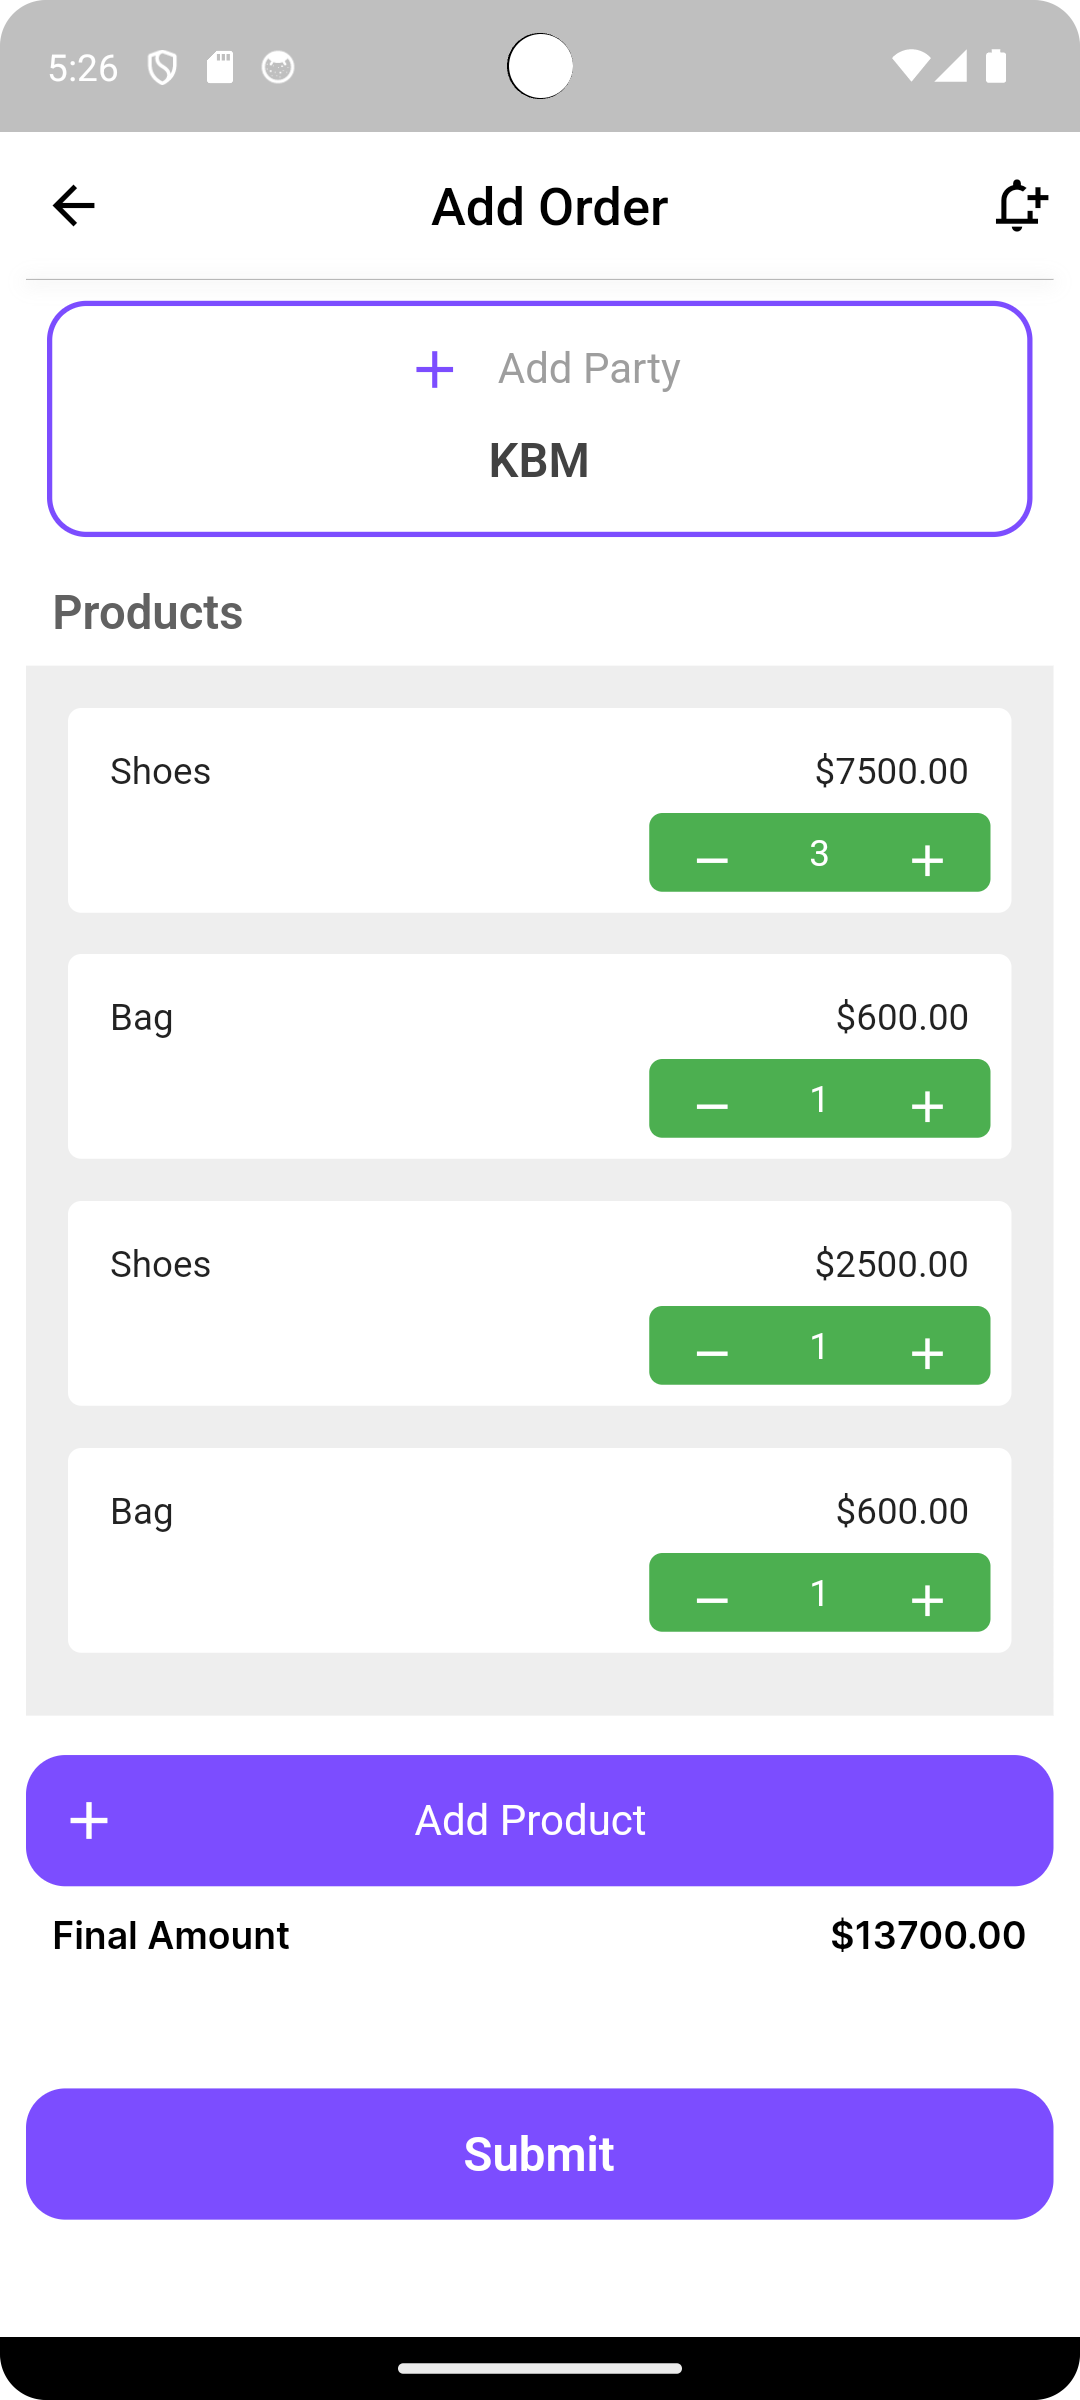 5:26
Add Order
Add Party
KBM
Products
Shoes $7500.00
3
Bag $600.00
1
Shoes $2500.00
1
Bag $600.00
1
Add Product
Final Amount $13700.00
Submit